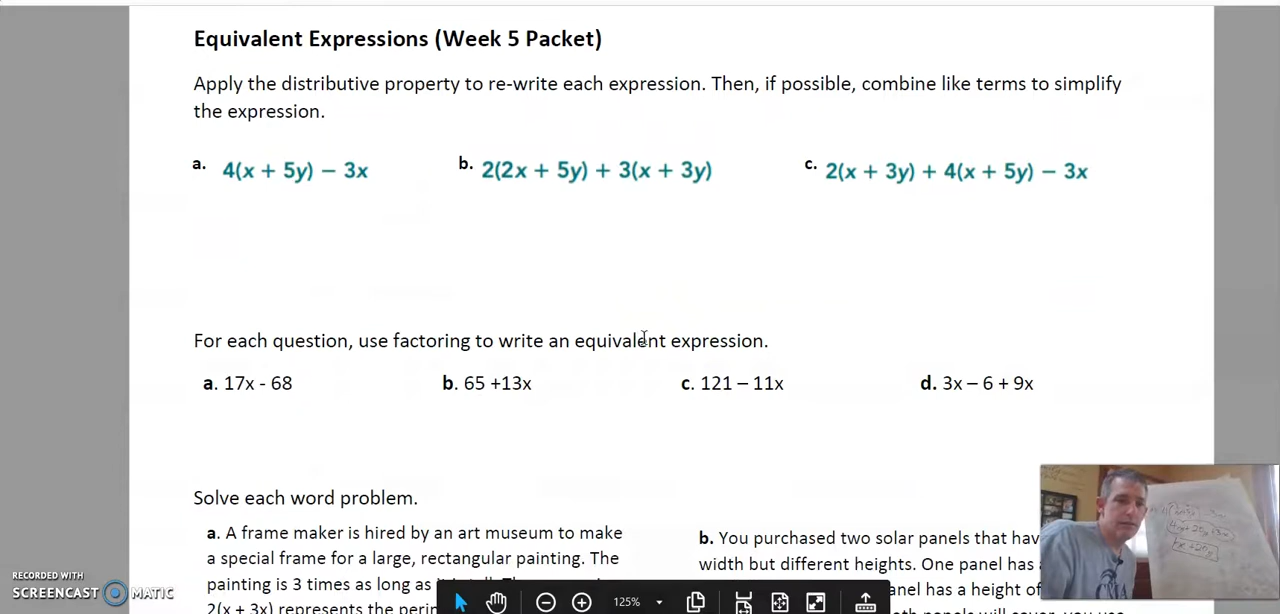 Equivalent Expressions (Week 5 Packet)
Apply the distributive property to re-write each expression. Then, if possible, combine like terms to simplify
the expression.
a. 4(x + 5y) − 3x
b. 2(2x + 5y) + 3(x + 3y)
c. 2(x + 3y) + 4(x + 5y) − 3x
For each question, use factoring to write an equivalent expression.
a. 17x - 68
b. 65 +13x
c. 121 – 11x
d. 3x – 6 + 9x
Solve each word problem.
a. A frame maker is hired by an art museum to make
a special frame for a large, rectangular painting. The
painting is 3 times as long as
2(x + 3x) represents the
b. You purchased two solar panels that
width but different heights. One panel has
anel has a height of
RECORDED WITH
SCREENCAST MATIC
125%